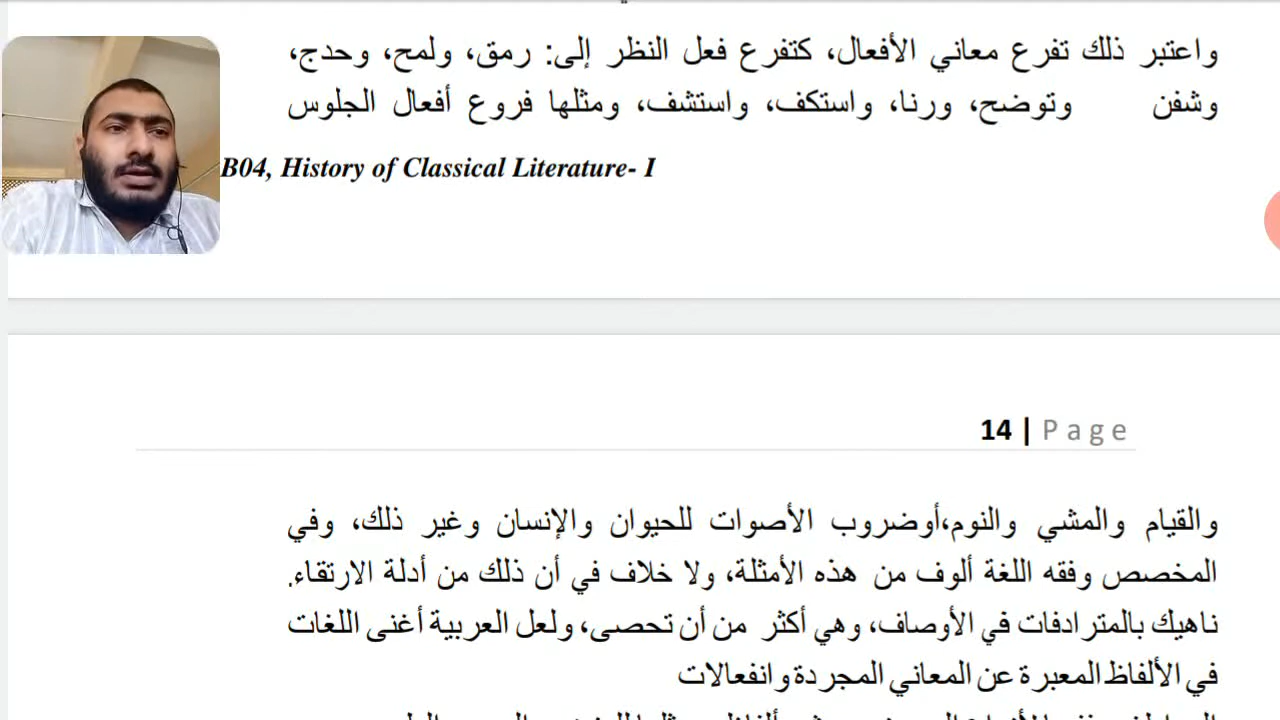 واعتبر ذلك تفرع معاني الأفعال، كتفرع فعل النظر إلى: رمق، ولمح، وحدج،
وشفن وتوضح، ورنا، واستكف، واستشف، ومثلها فروع أفعال الجلوس
B04, History of Classical Literature- I
14 | Page
والقيام والمشي والنوم،أوضروب الأصوات للحيوان والإنسان وغير ذلك، وفي
المخصص وفقه اللغة ألوف من هذه الأمثلة، ولا خلاف في أن ذلك من أدلة الارتقاء.
ناهيك بالمترادفات في الأوصاف، وهي أكثر من أن تحصى، ولعل العربية أغنى اللغات
في الألفاظ المعبرة عن المعاني المجردة وانفعالات